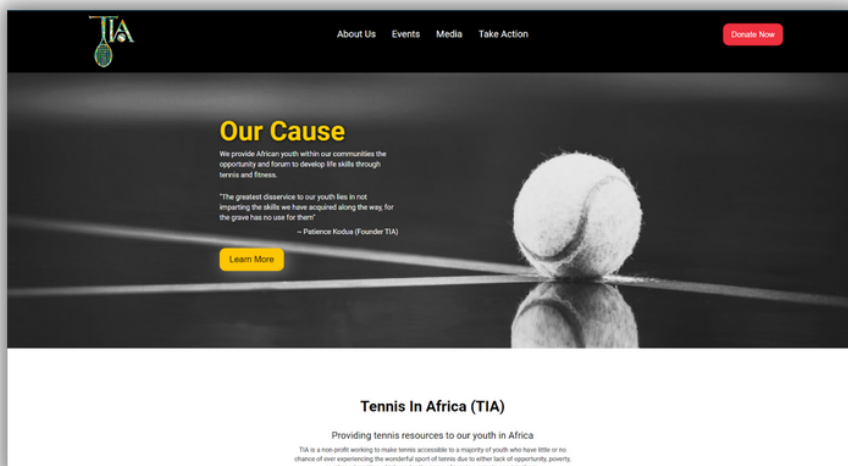 TIA
About Us
Events
Media
Take Action
Donate Now
Our Cause
We provide African youth within our communities the
opportunity and forum to develop life skills through
tennis and fitness.
"The greatest disservice to our youth lies in not
imparting the skills we have acquired along the way, for
the grave has no use for them"
~ Patience Kodua (Founder TIA)
Learn More
Tennis In Africa (TIA)
Providing tennis resources to our youth in Africa
TIA is a non-profit working to make tennis accessible to a majority of youth who have little or no
chance of ever experiencing the wonderful sport of tennis due to either lack of opportunity, poverty,